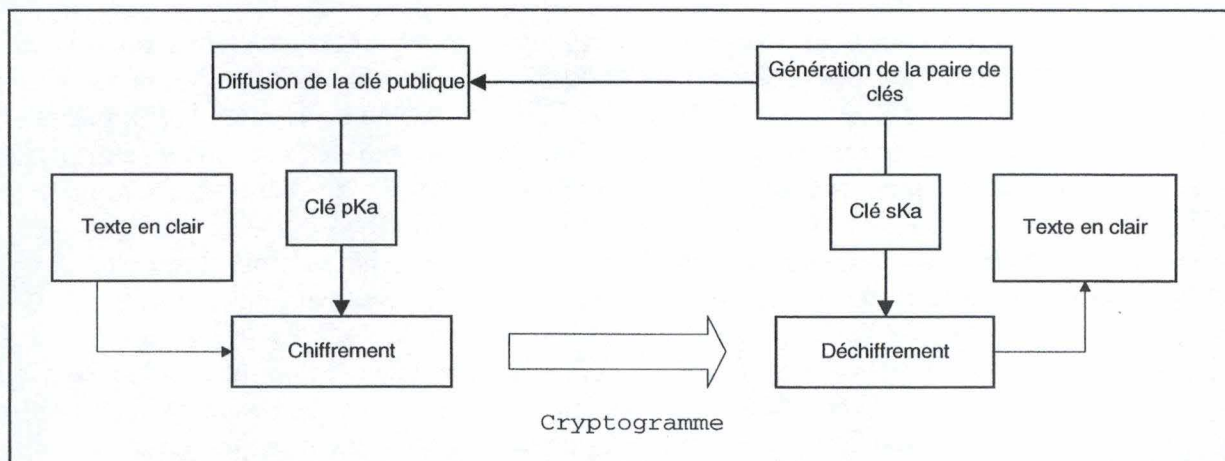 Diffusion de la clé publique
Génération de la paire de
clés
Texte en clair
Clé pKa
Clé sKa
Texte en clair
Chiffrement
Déchiffrement
Cryptogramme